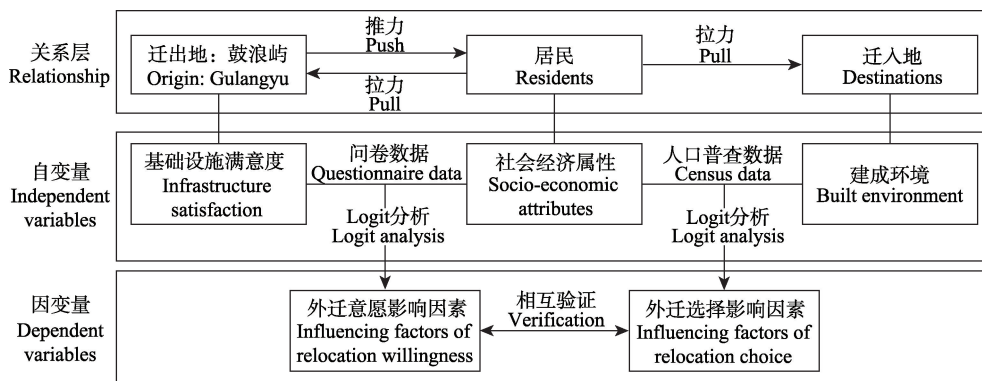 关系层
Relationship
迁出地：鼓浪屿
Origin: Gulangyu
推力
Push
拉力
Pull
居民
Residents
拉力
Pull
迁入地
Destinations
自变量
Independent
variables
基础设施满意度
Infrastructure
satisfaction
问卷数据
Questionnaire data
Logit分析
Logit analysis
社会经济属性
Socio-economic
attributes
人口普查数据
Census data
Logit分析
Logit analysis
建成环境
Built environment
因变量
Dependent
variables
外迁意愿影响因素
Influencing factors of
relocation willingness
相互验证
Verification
外迁选择影响因素
Influencing factors of
relocation choice